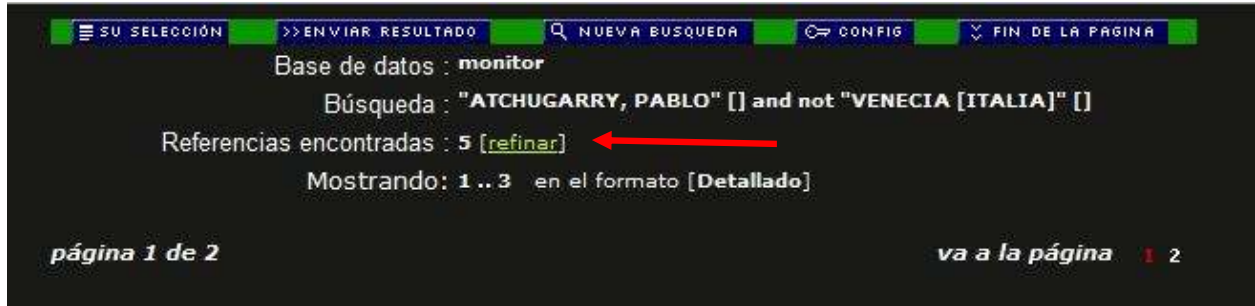 SU SELECCIÓN >>ENVIAR RESULTADO NUEVA BUSQUEDA CONFIG FIN DE LA PAGINA
Base de datos : monitor
Búsqueda : "ATCHUGARRY, PABLO" [] and not "VENECIA [ITALIA]" []
Referencias encontradas : 5 [refinar]
Mostrando: 1 .. 3 en el formato [Detallado]
página 1 de 2 va a la página 1 2